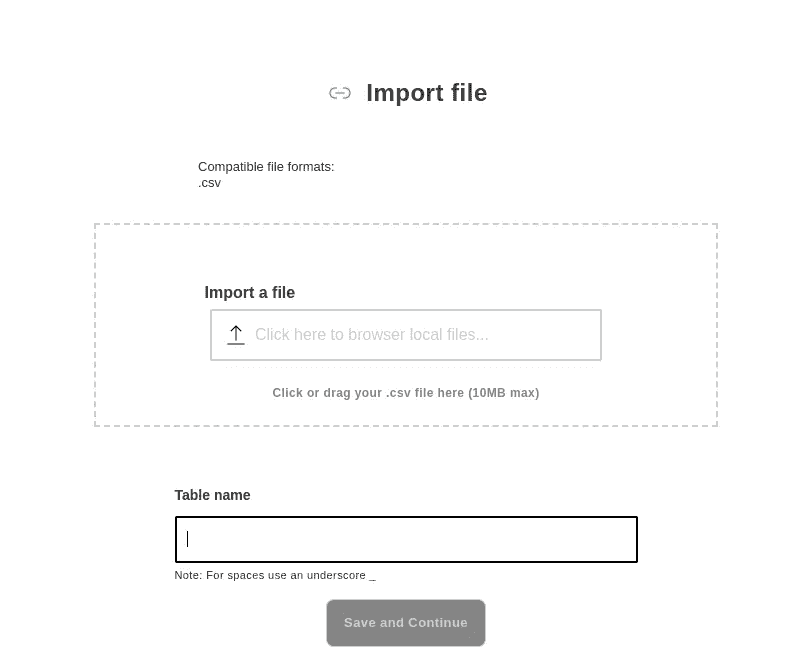 Import file
Compatible file formats:
.csv
Import a file
Click here to browser local files...
Click or drag your .csv file here (10MB max)
Table name
Note: For spaces use an underscore _
Save and Continue